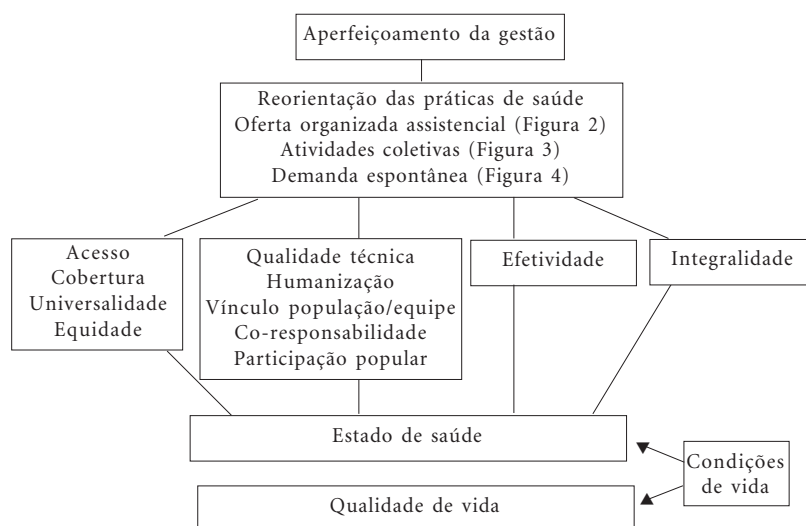 Aperfeiçoamento da gestão
Reorientação das práticas de saúde
Oferta organizada assistencial (Figura 2)
Atividades coletivas (Figura 3)
Demanda espontânea (Figura 4)
Acesso
Cobertura
Universalidade
Equidade
Qualidade técnica
Humanização
Vínculo população/equipe
Co-responsabilidade
Participação popular
Efetividade
Integralidade
Estado de saúde
Condições
de vida
Qualidade de vida